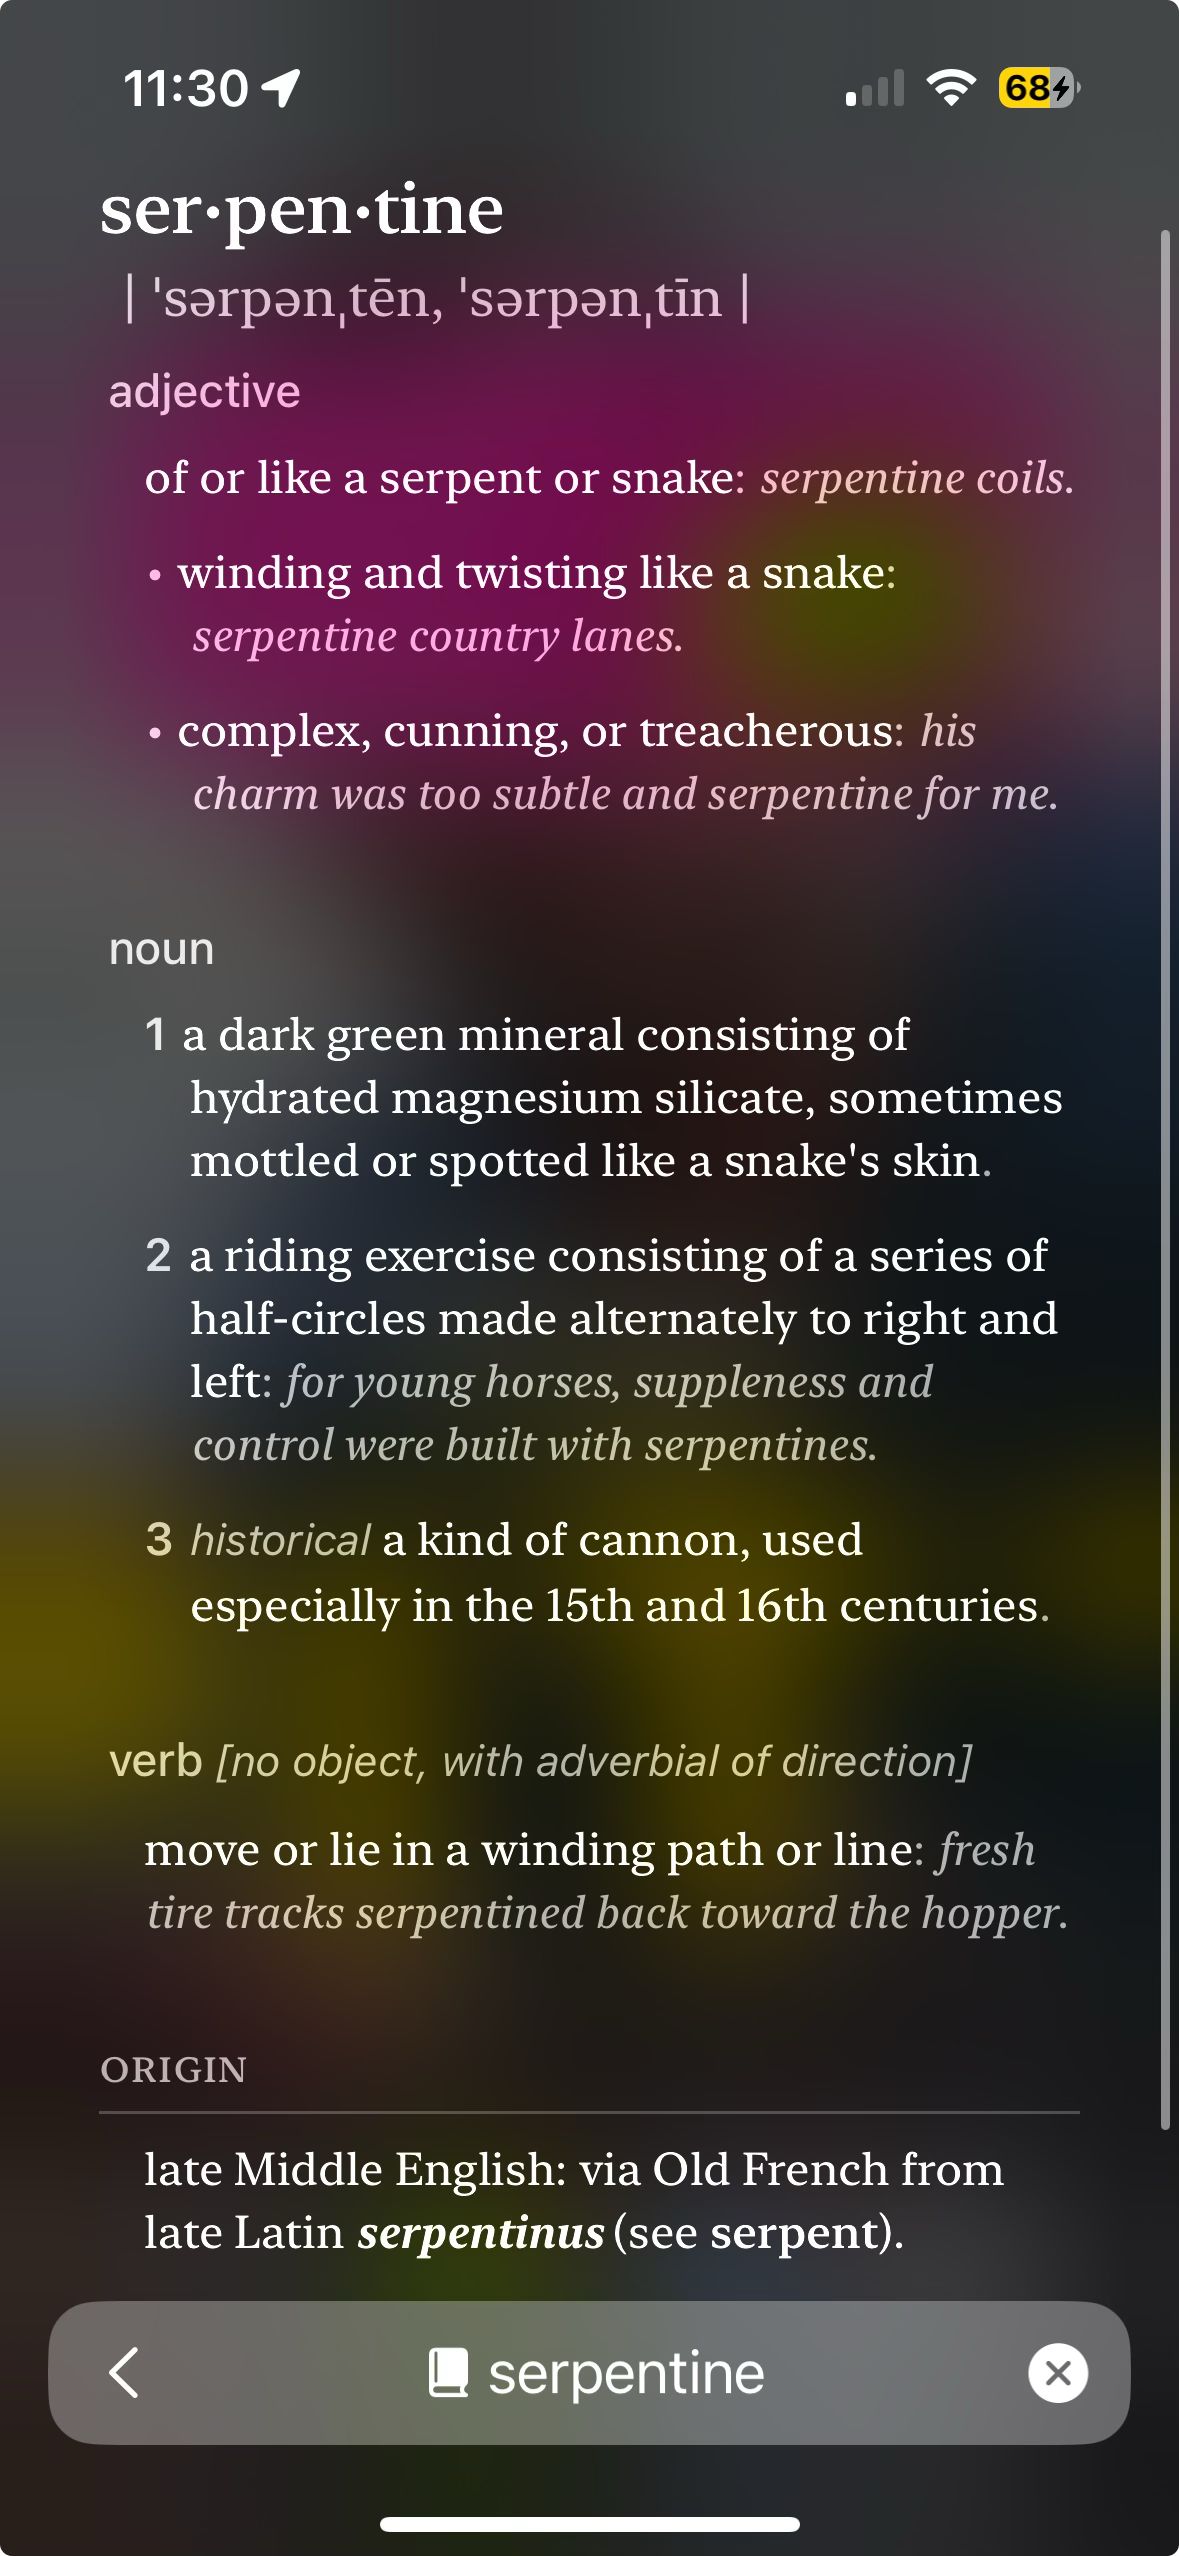 11:30
68
ser·pen·tine
| ˈsərpənˌtēn, ˈsərpənˌtīn |
adjective
of or like a serpent or snake: serpentine coils.
• winding and twisting like a snake:
serpentine country lanes.
• complex, cunning, or treacherous: his
charm was too subtle and serpentine for me.
noun
1 a dark green mineral consisting of
hydrated magnesium silicate, sometimes
mottled or spotted like a snake's skin.
2 a riding exercise consisting of a series of
half-circles made alternately to right and
left: for young horses, suppleness and
control were built with serpentines.
3 historical a kind of cannon, used
especially in the 15th and 16th centuries.
verb [no object, with adverbial of direction]
move or lie in a winding path or line: fresh
tire tracks serpentined back toward the hopper.
ORIGIN
late Middle English: via Old French from
late Latin serpentinus (see serpent).
serpentine